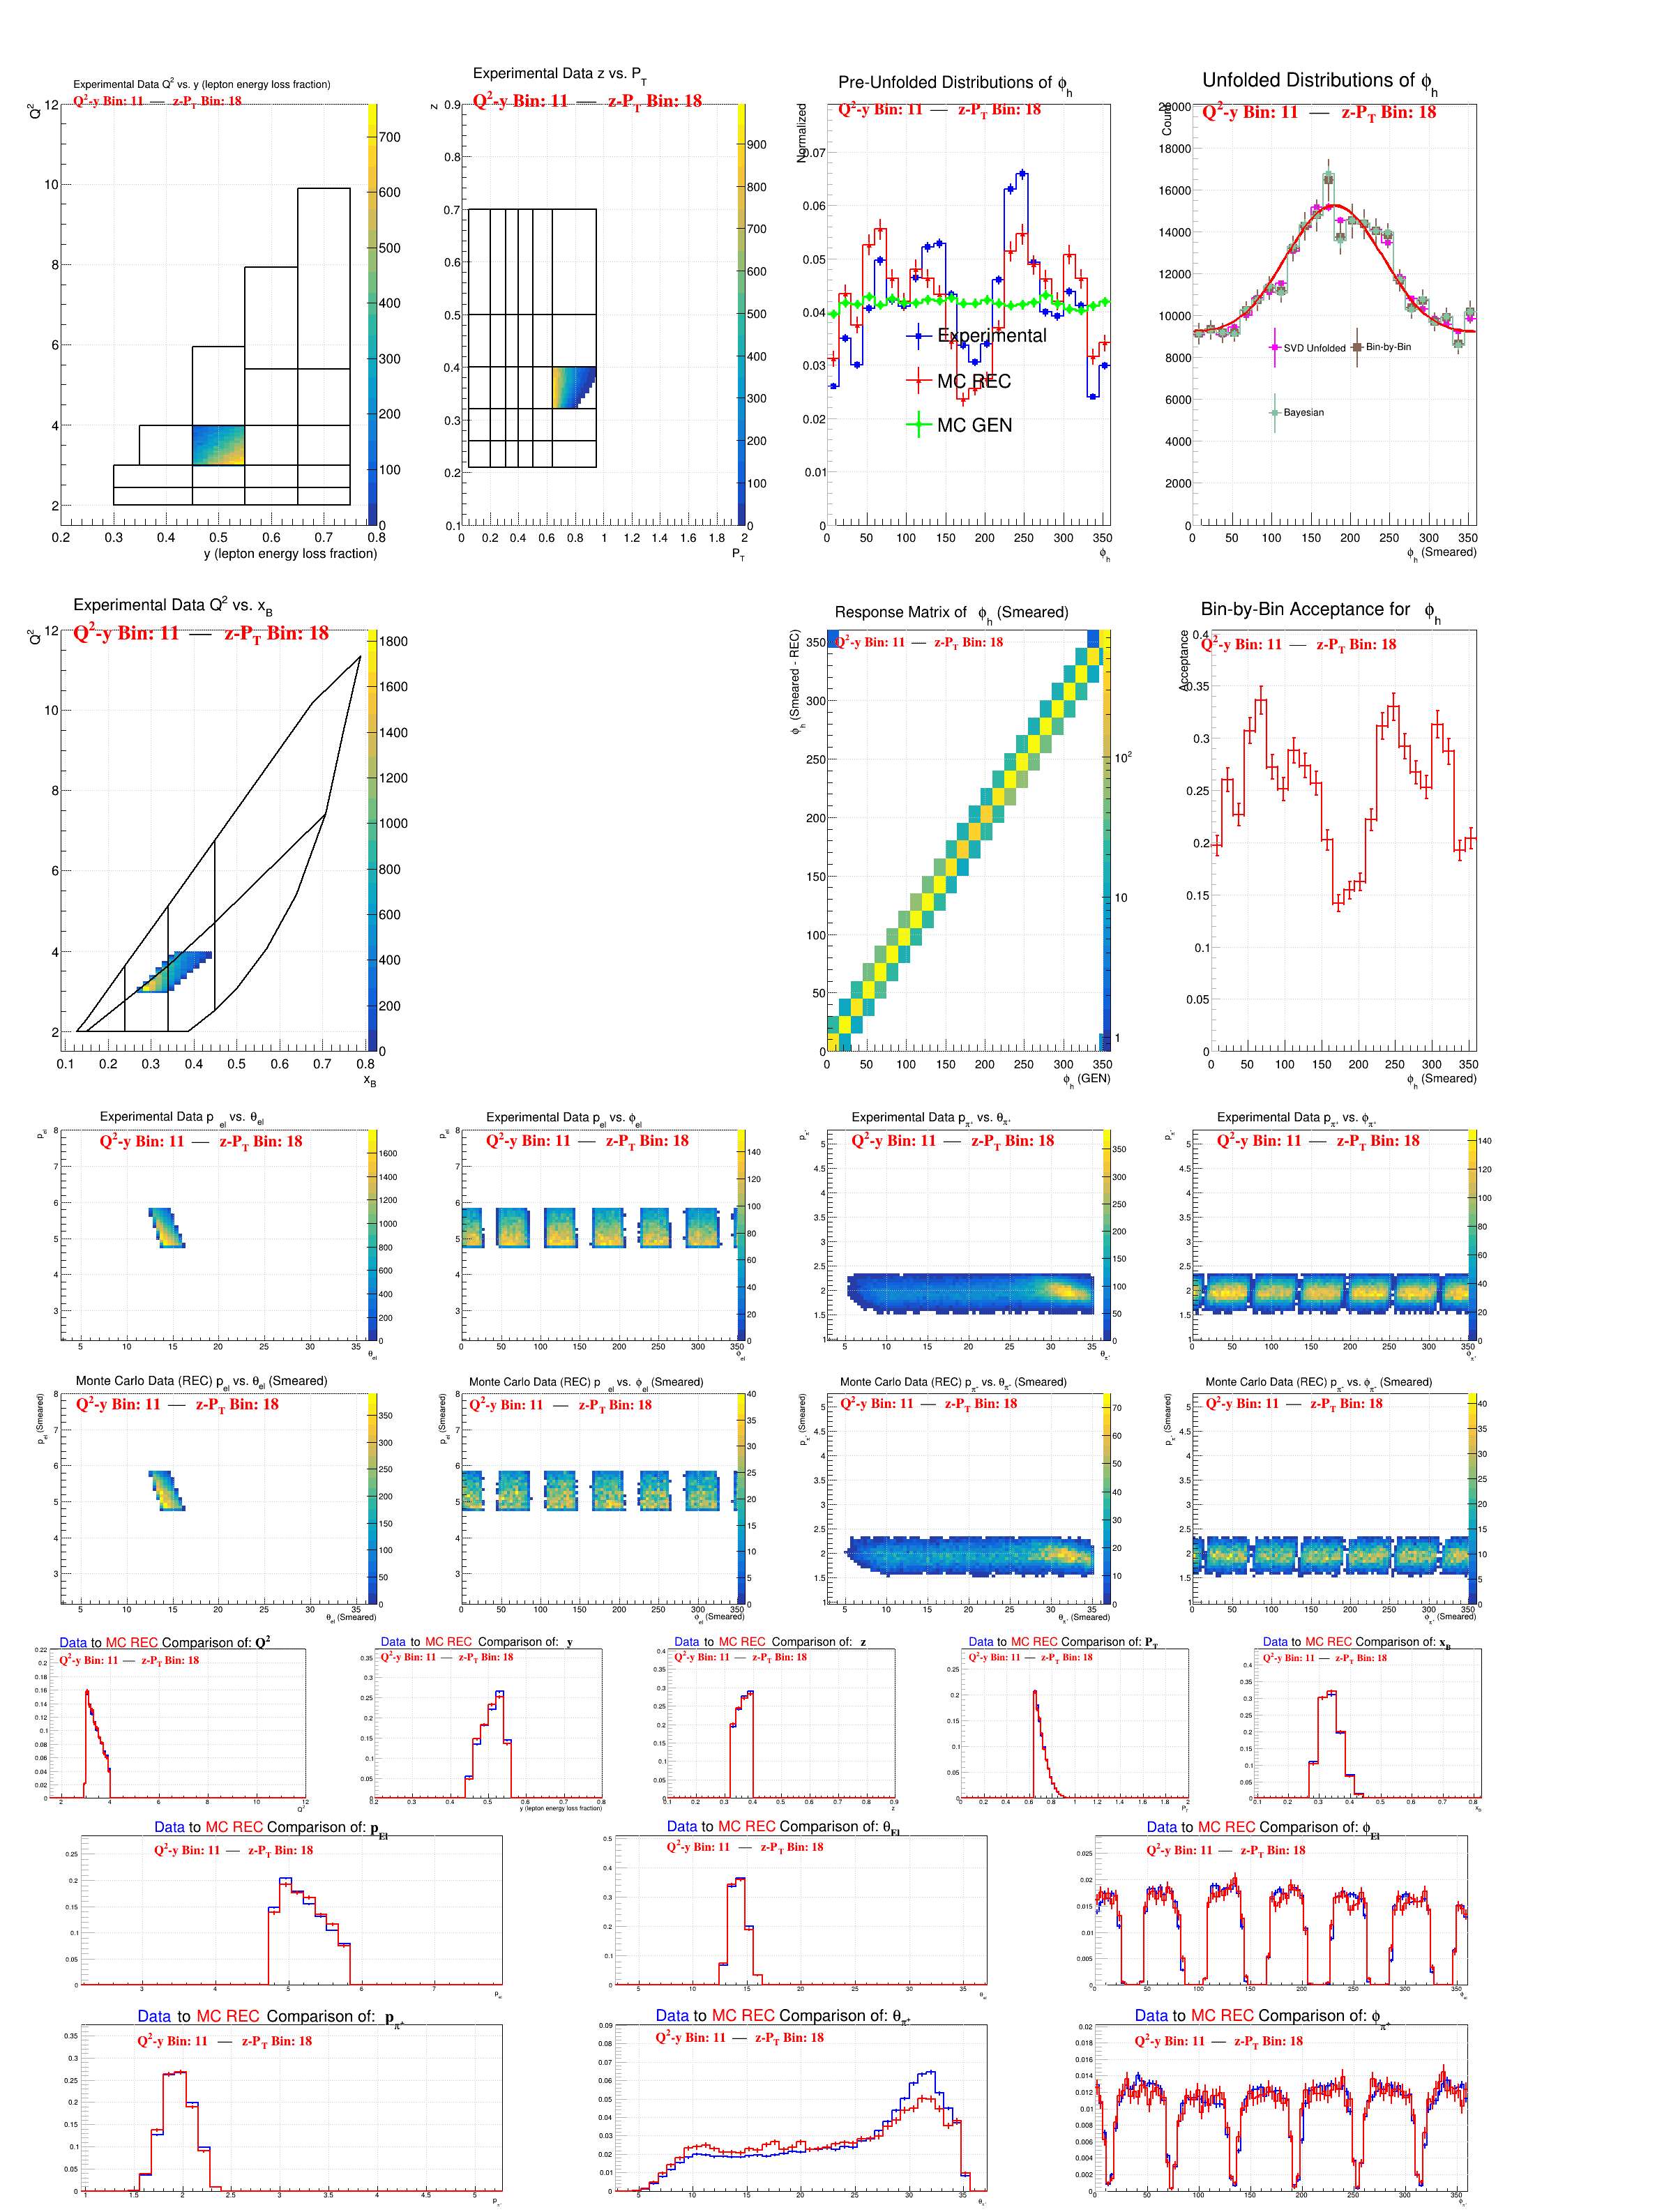 Experimental Data Q² vs. y (lepton energy loss fraction)
Q²-y Bin: 11 — z-P_T Bin: 18
Q²
y (lepton energy loss fraction)
Experimental Data z vs. P_T
Q²-y Bin: 11 — z-P_T Bin: 18
z
P_T
Pre-Unfolded Distributions of ϕ_h
Q²-y Bin: 11 — z-P_T Bin: 18
Normalized
Experimental
MC REC
MC GEN
ϕ_h
Unfolded Distributions of ϕ_h
Q²-y Bin: 11 — z-P_T Bin: 18
Count
SVD Unfolded
Bin-by-Bin
Bayesian
ϕ_h (Smeared)
Experimental Data Q² vs. x_B
Q²-y Bin: 11 — z-P_T Bin: 18
Q²
x_B
Response Matrix of ϕ_h (Smeared)
Q²-y Bin: 11 — z-P_T Bin: 18
ϕ_h (Smeared - REC)
ϕ_h (GEN)
Bin-by-Bin Acceptance for ϕ_h
Q²-y Bin: 11 — z-P_T Bin: 18
Acceptance
ϕ_h (Smeared)
Experimental Data p_el vs. θ_el
Q²-y Bin: 11 — z-P_T Bin: 18
p_el
θ_el
Experimental Data p_el vs. ϕ_el
Q²-y Bin: 11 — z-P_T Bin: 18
p_el
ϕ_el
Experimental Data p_π⁺ vs. θ_π⁺
Q²-y Bin: 11 — z-P_T Bin: 18
p_π⁺
θ_π⁺
Experimental Data p_π⁺ vs. ϕ_π⁺
Q²-y Bin: 11 — z-P_T Bin: 18
p_π⁺
ϕ_π⁺
Monte Carlo Data (REC) p_el vs. θ_el (Smeared)
Q²-y Bin: 11 — z-P_T Bin: 18
p_el (Smeared)
θ_el (Smeared)
Monte Carlo Data (REC) p_el vs. ϕ_el (Smeared)
Q²-y Bin: 11 — z-P_T Bin: 18
p_el (Smeared)
ϕ_el (Smeared)
Monte Carlo Data (REC) p_π⁺ vs. θ_π⁺ (Smeared)
Q²-y Bin: 11 — z-P_T Bin: 18
p_π⁺ (Smeared)
θ_π⁺ (Smeared)
Monte Carlo Data (REC) p_π⁺ vs. ϕ_π⁺ (Smeared)
Q²-y Bin: 11 — z-P_T Bin: 18
p_π⁺ (Smeared)
ϕ_π⁺ (Smeared)
Data to MC REC Comparison of: Q²
Q²-y Bin: 11 — z-P_T Bin: 18
Q²
Data to MC REC Comparison of: y
Q²-y Bin: 11 — z-P_T Bin: 18
y (lepton energy loss fraction)
Data to MC REC Comparison of: z
Q²-y Bin: 11 — z-P_T Bin: 18
z
Data to MC REC Comparison of: P_T
Q²-y Bin: 11 — z-P_T Bin: 18
P_T
Data to MC REC Comparison of: x_B
Q²-y Bin: 11 — z-P_T Bin: 18
x_B
Data to MC REC Comparison of: p_El
Q²-y Bin: 11 — z-P_T Bin: 18
p_el
Data to MC REC Comparison of: θ_El
Q²-y Bin: 11 — z-P_T Bin: 18
θ_el
Data to MC REC Comparison of: ϕ_El
Q²-y Bin: 11 — z-P_T Bin: 18
ϕ_el
Data to MC REC Comparison of: p_π⁺
Q²-y Bin: 11 — z-P_T Bin: 18
p_π⁺
Data to MC REC Comparison of: θ_π⁺
Q²-y Bin: 11 — z-P_T Bin: 18
θ_π⁺
Data to MC REC Comparison of: ϕ_π⁺
Q²-y Bin: 11 — z-P_T Bin: 18
ϕ_π⁺